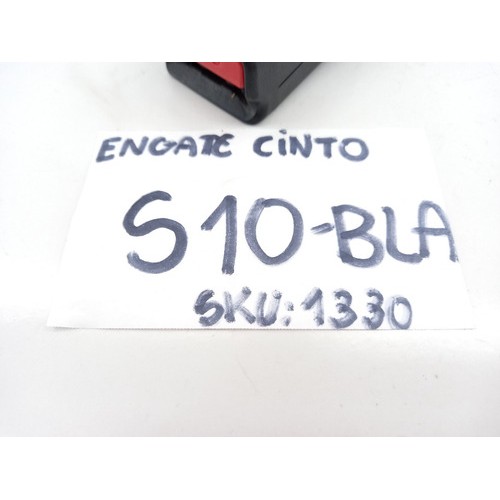 ENGATE CINTO
S10-BLA
SKU:1330